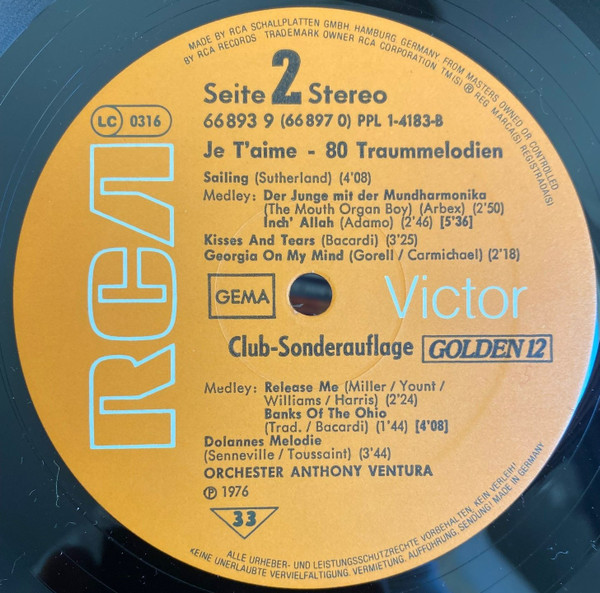 MADE BY RCA SCHALLPLATTEN GMBH, HAMBURG, GERMANY FROM MASTERS OWNED OR CONTROLLED
BY RCA RECORDS TRADEMARK OWNER RCA CORPORATION TM(S) ® REG. MARCA(S) REGISTRADA(S)
Seite 2 Stereo
LC 0316
66 893 9 (66 897 0) PPL 1-4183-B
Je T'aime - 80 Traummelodien
Sailing (Sutherland) (4'08)
Medley: Der Junge mit der Mundharmonika
(The Mouth Organ Boy) (Arbex) (2'50)
Inch' Allah (Adamo) (2'46) [5'36]
Kisses And Tears (Bacardi) (3'25)
Georgia On My Mind (Gorell / Carmichael) (2'18)
RCA
GEMA
Victor
Club-Sonderauflage GOLDEN 12
Medley: Release Me (Miller / Yount /
Williams / Harris) (2'24)
Banks Of The Ohio
(Trad. / Bacardi) (1'44) [4'08]
Dolannes Melodie
(Senneville / Toussaint) (3'44)
ORCHESTER ANTHONY VENTURA
℗ 1976
33
ALLE URHEBER- UND LEISTUNGSSCHUTZRECHTE VORBEHALTEN. KEIN VERLEIH!
KEINE UNERLAUBTE VERVIELFÄLTIGUNG, VERMIETUNG, AUFFÜHRUNG, SENDUNG! MADE IN GERMANY